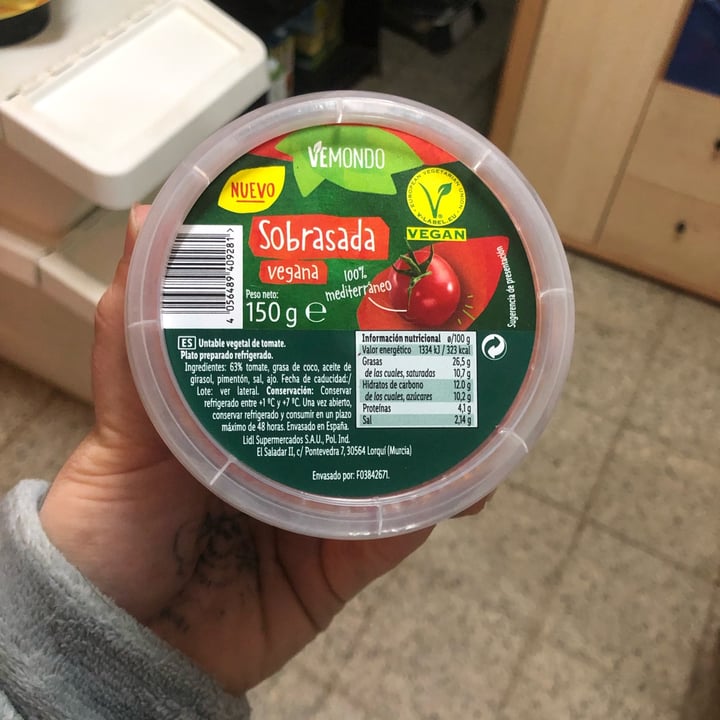 VEMONDO
NUEVO
EUROPEAN VEGETARIAN UNION
V-LABEL.EU
VEGAN
Sobrasada
vegana
100%
mediterráneo
Peso neto:
150 g e
4 056489 409281 >
Sugerencia de presentación
ES Untable vegetal de tomate.
Plato preparado refrigerado.
Ingredientes: 63% tomate, grasa de coco, aceite de
girasol, pimentón, sal, ajo. Fecha de caducidad:/
Lote: ver lateral. Conservación: Conservar
refrigerado entre +1 ºC y +7 ºC. Una vez abierto,
conservar refrigerado y consumir en un plazo
máximo de 48 horas. Envasado en España.
Lidl Supermercados S.A.U., Pol. Ind.
El Saladar II, c/ Pontevedra 7, 30564 Lorquí (Murcia)
Envasado por: F03842671.
Información nutricional ø/100 g
Valor energético 1334 kJ / 323 kcal
Grasas 26,5 g
de las cuales, saturadas 10,7 g
Hidratos de carbono 12,0 g
de los cuales, azúcares 10,2 g
Proteínas 4,1 g
Sal 2,14 g